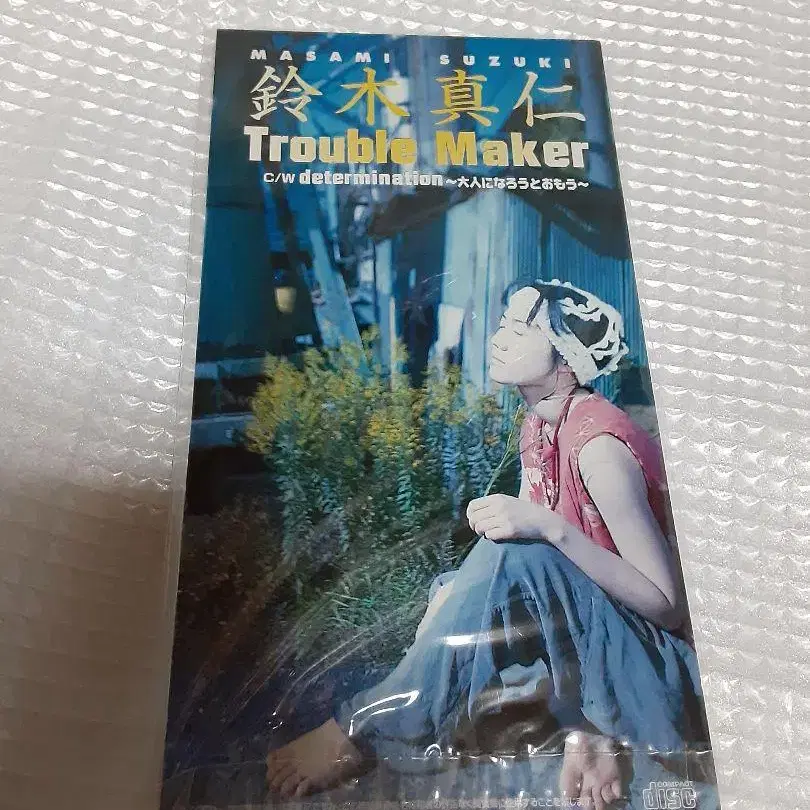 MASAMI SUZUKI
鈴木真仁
Trouble Maker
C/W determination～大人になろうとおもう～
COMPACT
DISC